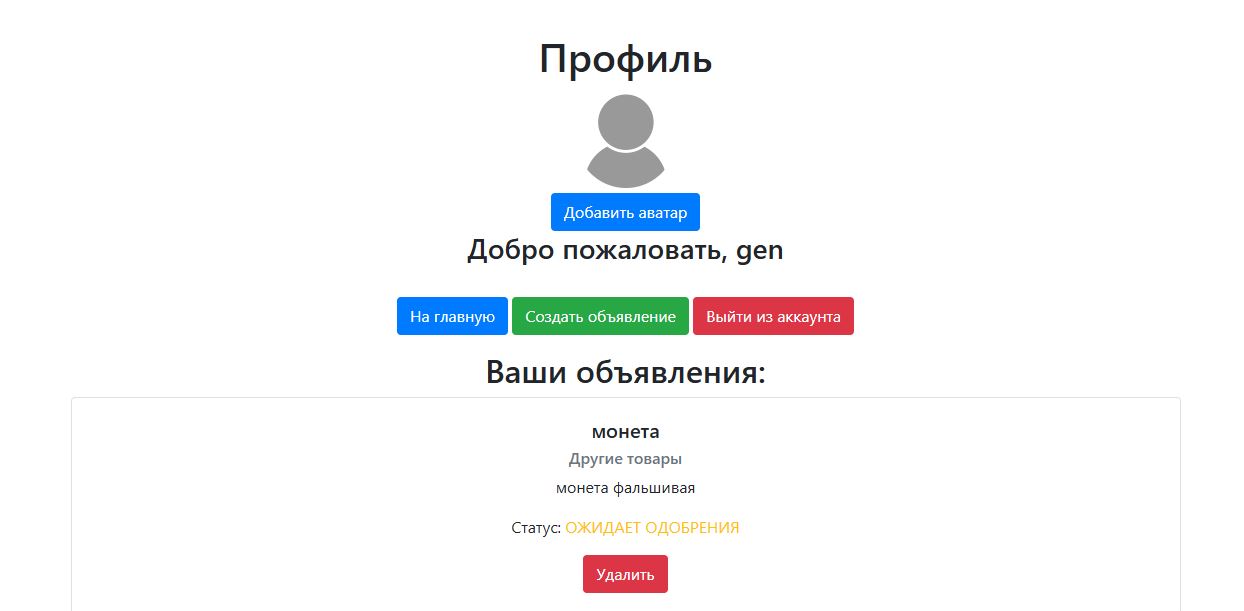 Профиль
Добавить аватар
Добро пожаловать, gen
На главную Создать объявление Выйти из аккаунта
Ваши объявления:
монета
Другие товары
монета фальшивая
Статус: ОЖИДАЕТ ОДОБРЕНИЯ
Удалить